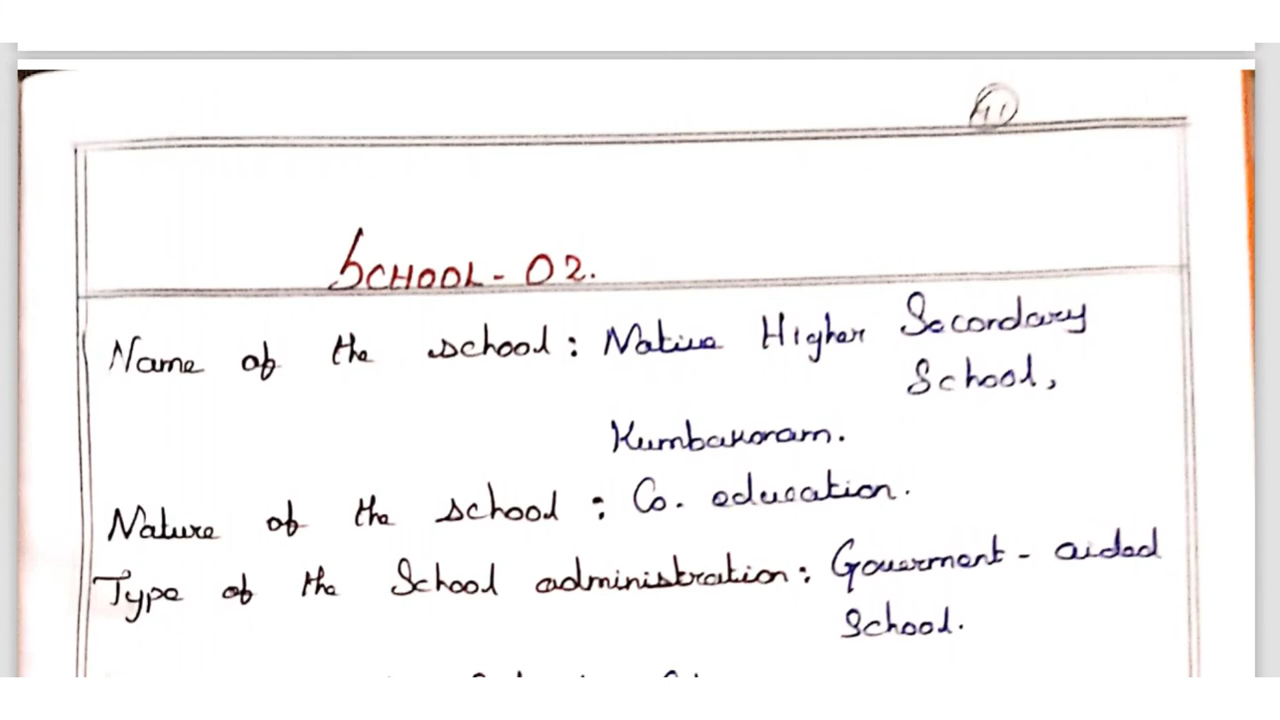 11
SCHOOL - 02.
Name of the school : Native Higher Secondary
School,
Kumbakonam.
Nature of the school : Co. education.
Type of the School administration : Goverment - aided
School.